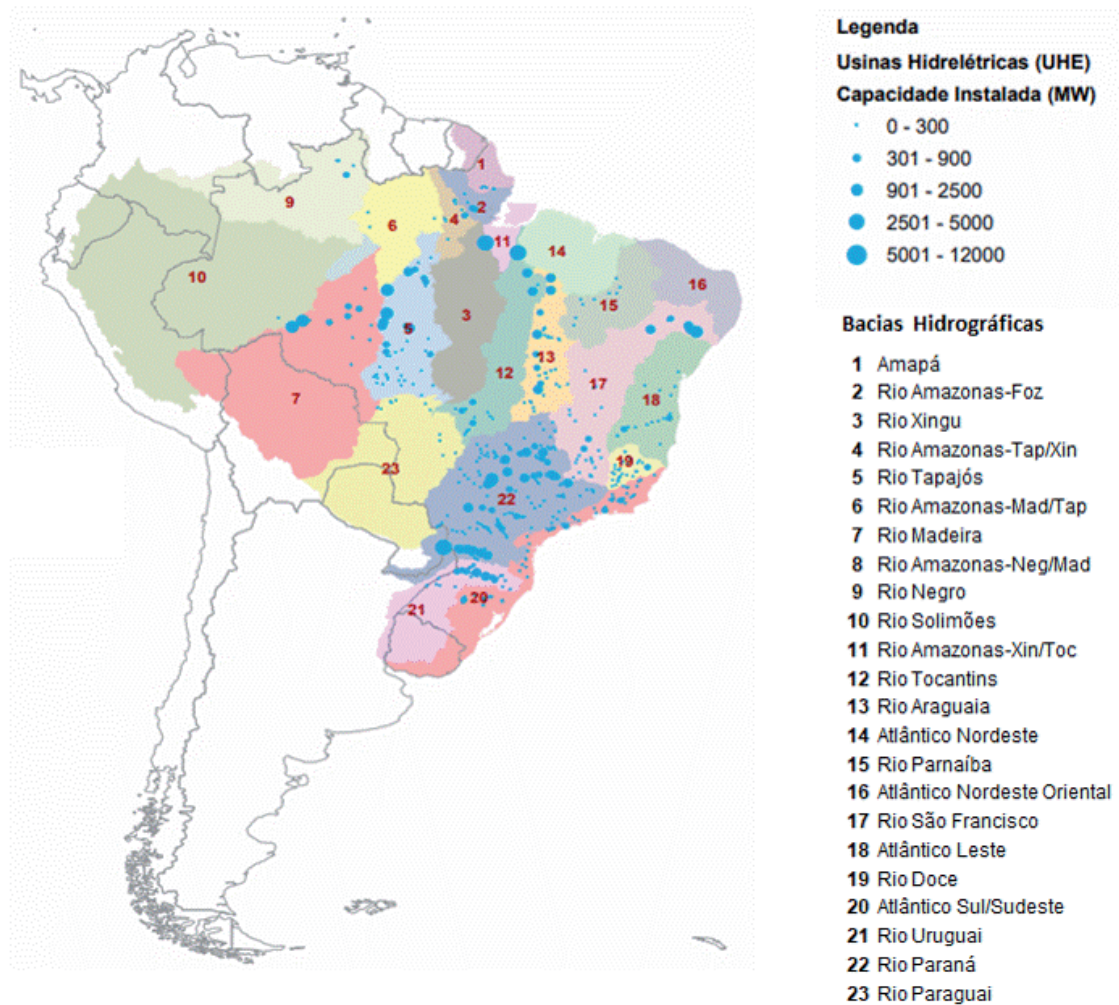 Legenda
Usinas Hidrelétricas (UHE)
Capacidade Instalada (MW)
0 - 300
301 - 900
901 - 2500
2501 - 5000
5001 - 12000
Bacias Hidrográficas
1 Amapá
2 Rio Amazonas-Foz
3 Rio Xingu
4 Rio Amazonas-Tap/Xin
5 Rio Tapajós
6 Rio Amazonas-Mad/Tap
7 Rio Madeira
8 Rio Amazonas-Neg/Mad
9 Rio Negro
10 Rio Solimões
11 Rio Amazonas-Xin/Toc
12 Rio Tocantins
13 Rio Araguaia
14 Atlântico Nordeste
15 Rio Parnaíba
16 Atlântico Nordeste Oriental
17 Rio São Francisco
18 Atlântico Leste
19 Rio Doce
20 Atlântico Sul/Sudeste
21 Rio Uruguai
22 Rio Paraná
23 Rio Paraguai
1
9
2
6
4
11
14
10
16
15
3
5
13
12
17
7
18
19
23
22
20
21